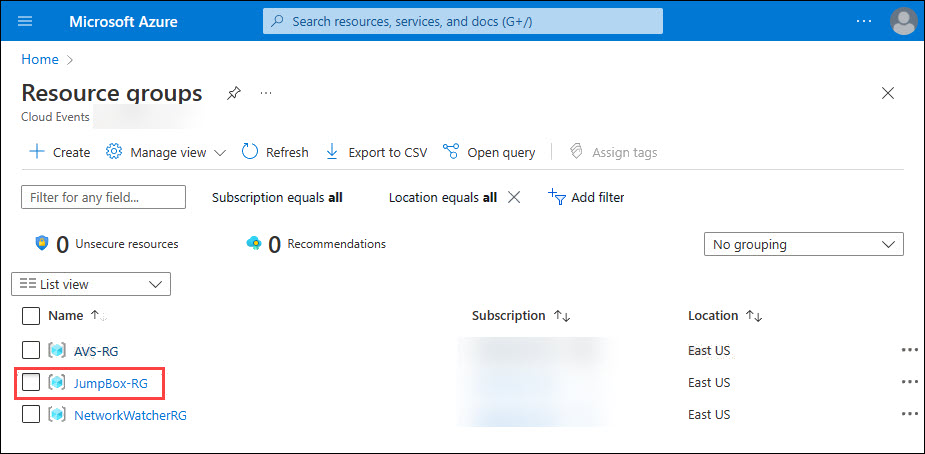 Microsoft Azure Search resources, services, and docs (G+/) ...
Home >
Resource groups ...
Cloud Events
+ Create Manage view Refresh Export to CSV Open query Assign tags
Filter for any field... Subscription equals all Location equals all Add filter
0 Unsecure resources 0 Recommendations No grouping
List view
Name ↑↓ Subscription ↑↓ Location ↑↓
AVS-RG East US ...
JumpBox-RG East US ...
NetworkWatcherRG East US ...